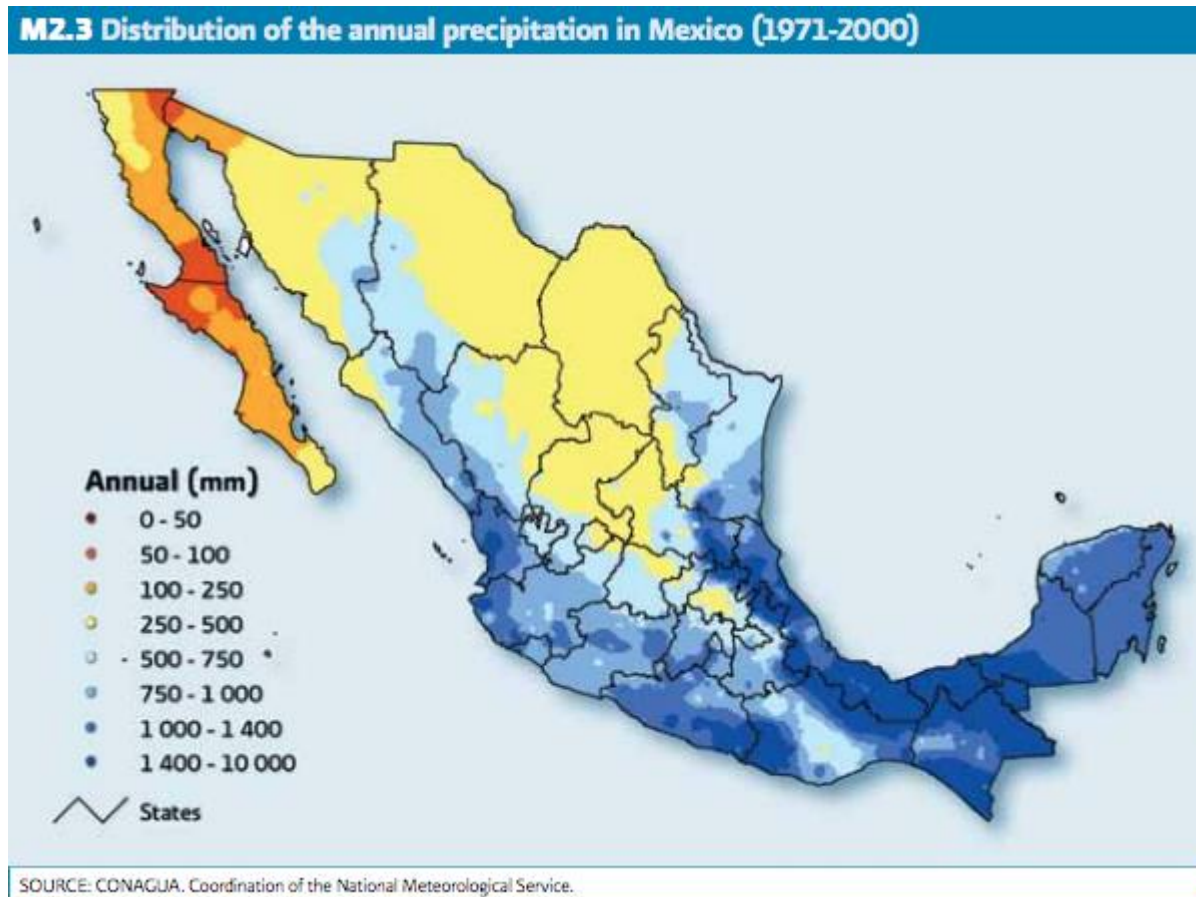 M2.3 Distribution of the annual precipitation in Mexico (1971-2000)
Annual (mm)
0 - 50
50 - 100
100 - 250
250 - 500
500 - 750
750 - 1 000
1 000 - 1 400
1 400 - 10 000
States
SOURCE: CONAGUA. Coordination of the National Meteorological Service.